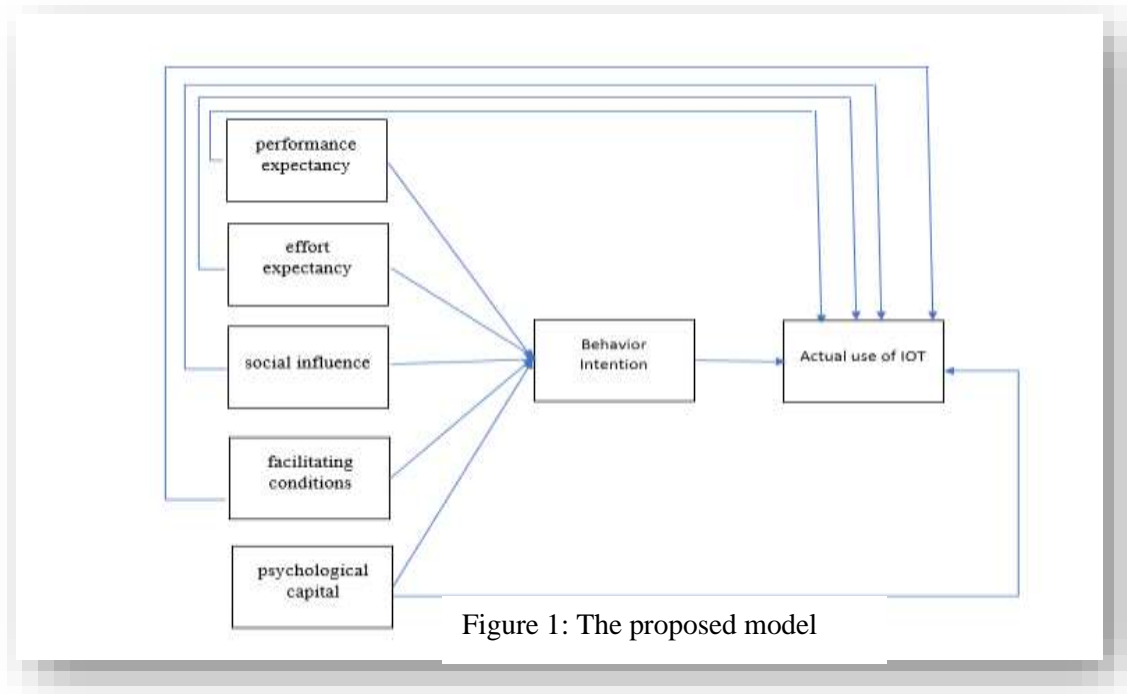 performance
expectancy
effort
expectancy
social influence
facilitating
conditions
psychological
capital
Behavior
Intention
Actual use of IOT
Figure 1: The proposed model